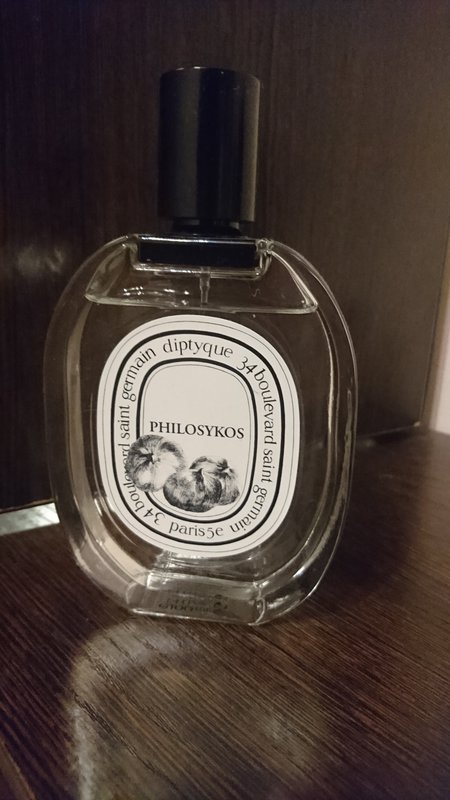 diptyque 34 boulevard saint germain paris 5e
34 boulevard saint germain
PHILOSYKOS